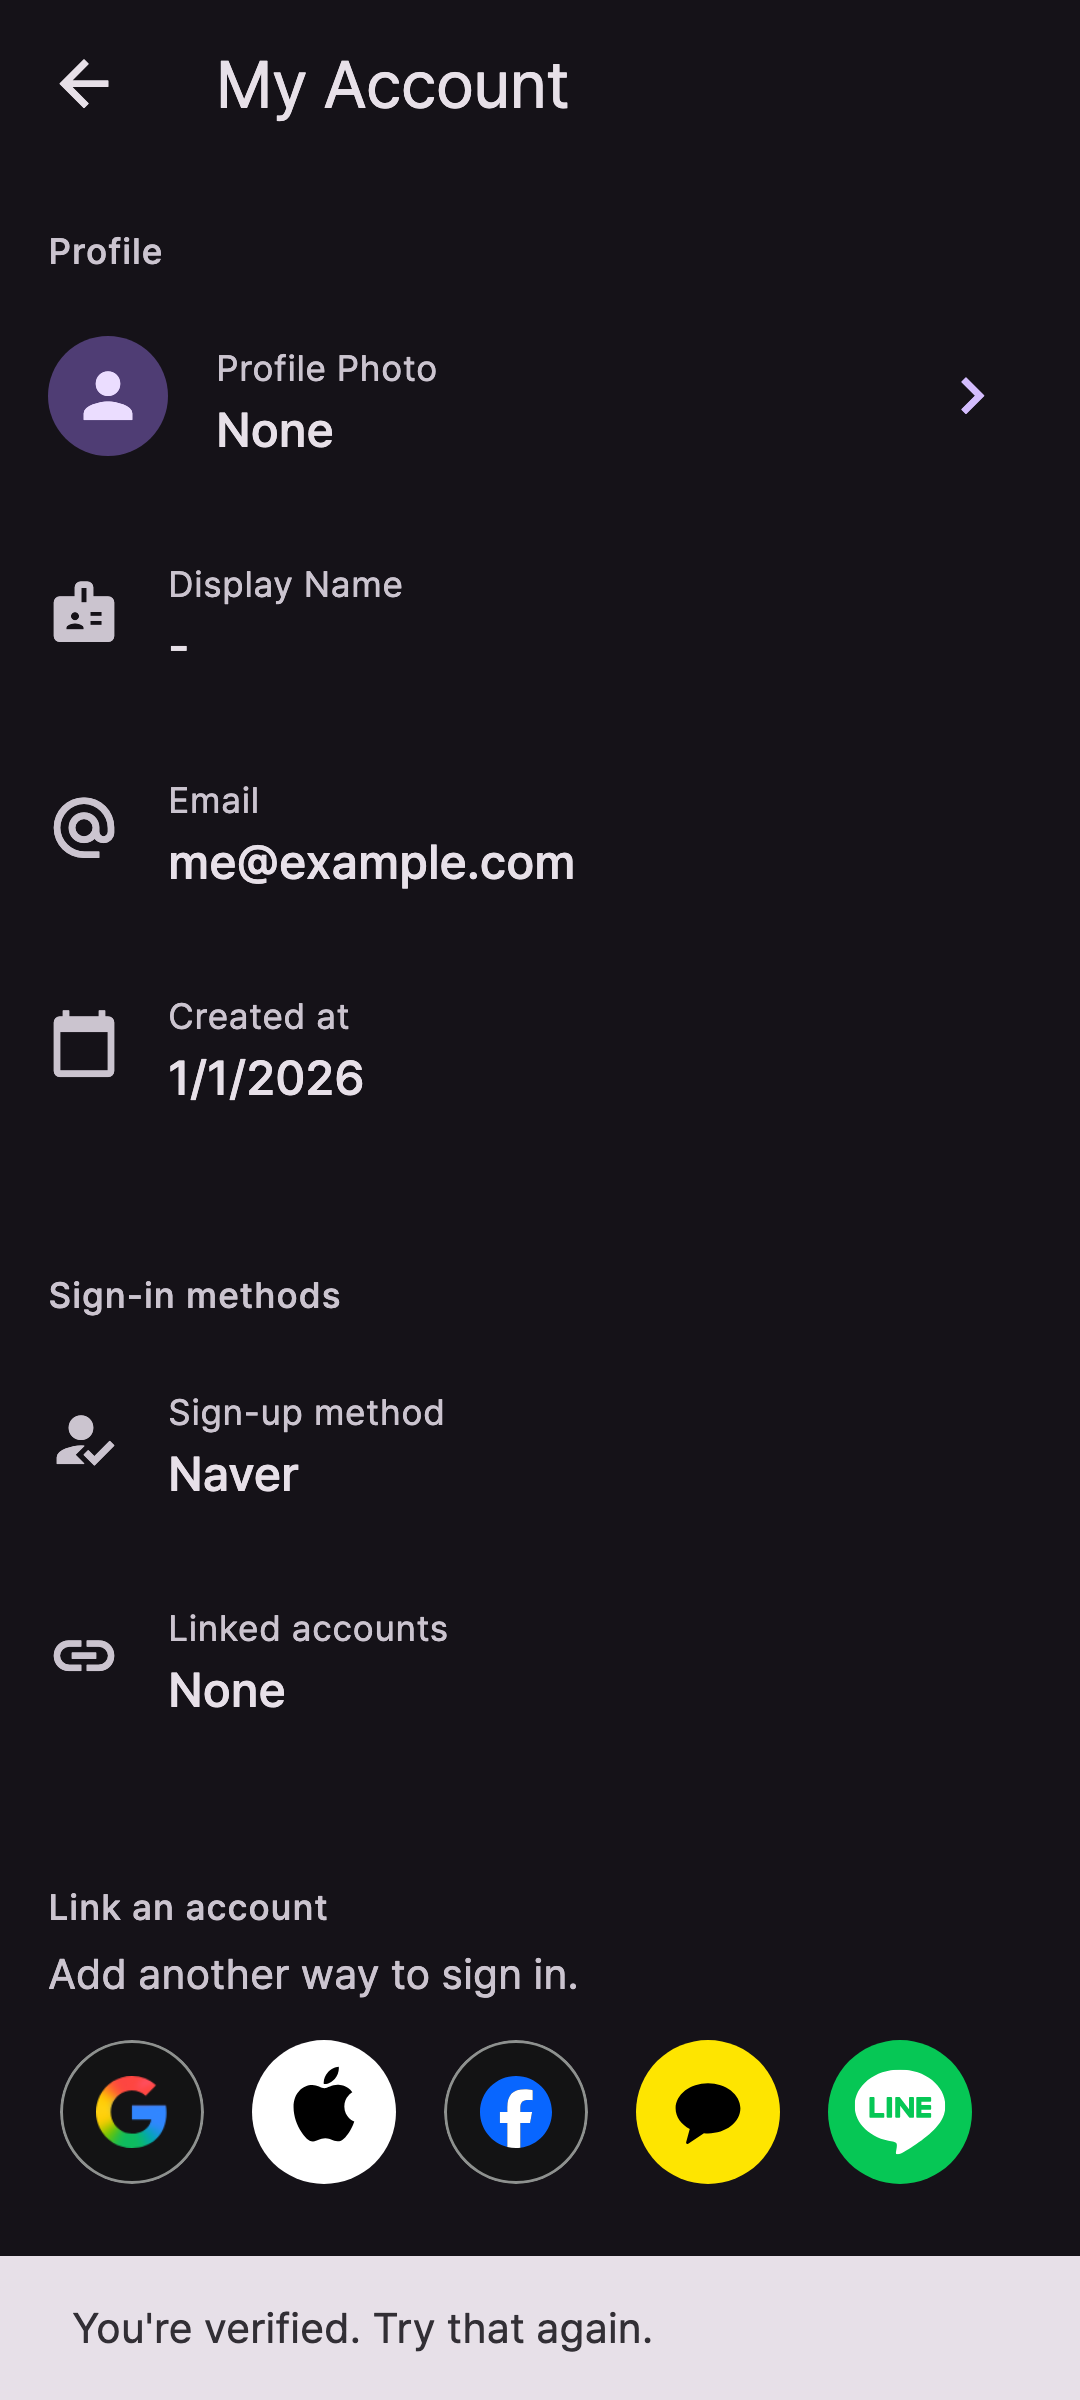 My Account
Profile
Profile Photo
None
Display Name
-
Email
me@example.com
Created at
1/1/2026
Sign-in methods
Sign-up method
Naver
Linked accounts
None
Link an account
Add another way to sign in.
LINE
You're verified. Try that again.